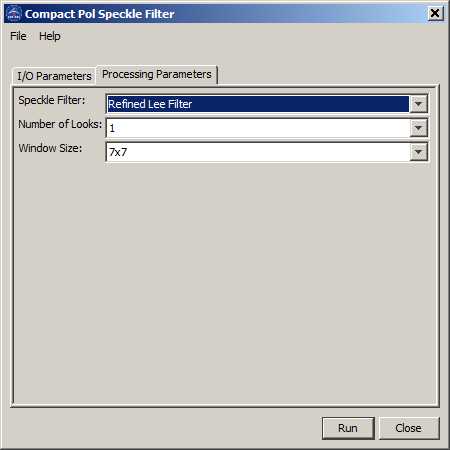 Compact Pol Speckle Filter
File Help
I/O Parameters Processing Parameters
Speckle Filter: Refined Lee Filter
Number of Looks: 1
Window Size: 7x7
Run Close